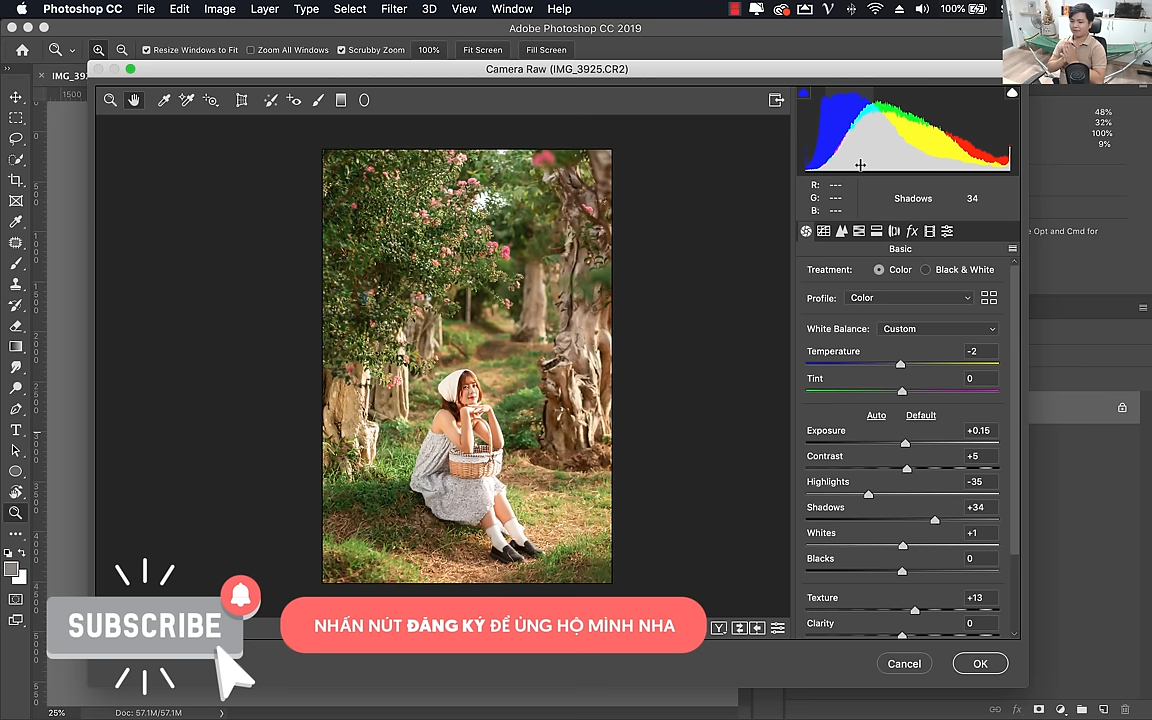 Photoshop CC File Edit Image Layer Type Select Filter 3D View Window Help 100%
Adobe Photoshop CC 2019
Resize Windows to Fit All Windows Scrubby Zoom 100% Fit Screen Fill Screen
Camera Raw (IMG_3925.CR2)
IMG_39
1500
48%
32%
100%
9%
R: ---
G: ---
B: ---
Shadows 34
e Opt and Cmd for
Basic
Treatment: Color Black & White
Profile: Color
White Balance: Custom
Temperature -2
Tint 0
Auto Default
Exposure +0.15
Contrast +5
Highlights -35
Shadows +34
Whites +1
Blacks 0
Texture +13
Clarity 0
SUBSCRIBE
NHẤN NÚT ĐĂNG KÝ ĐỂ ỦNG HỘ MÌNH NHA
Cancel OK
25% Doc: 57.1M/57.1M